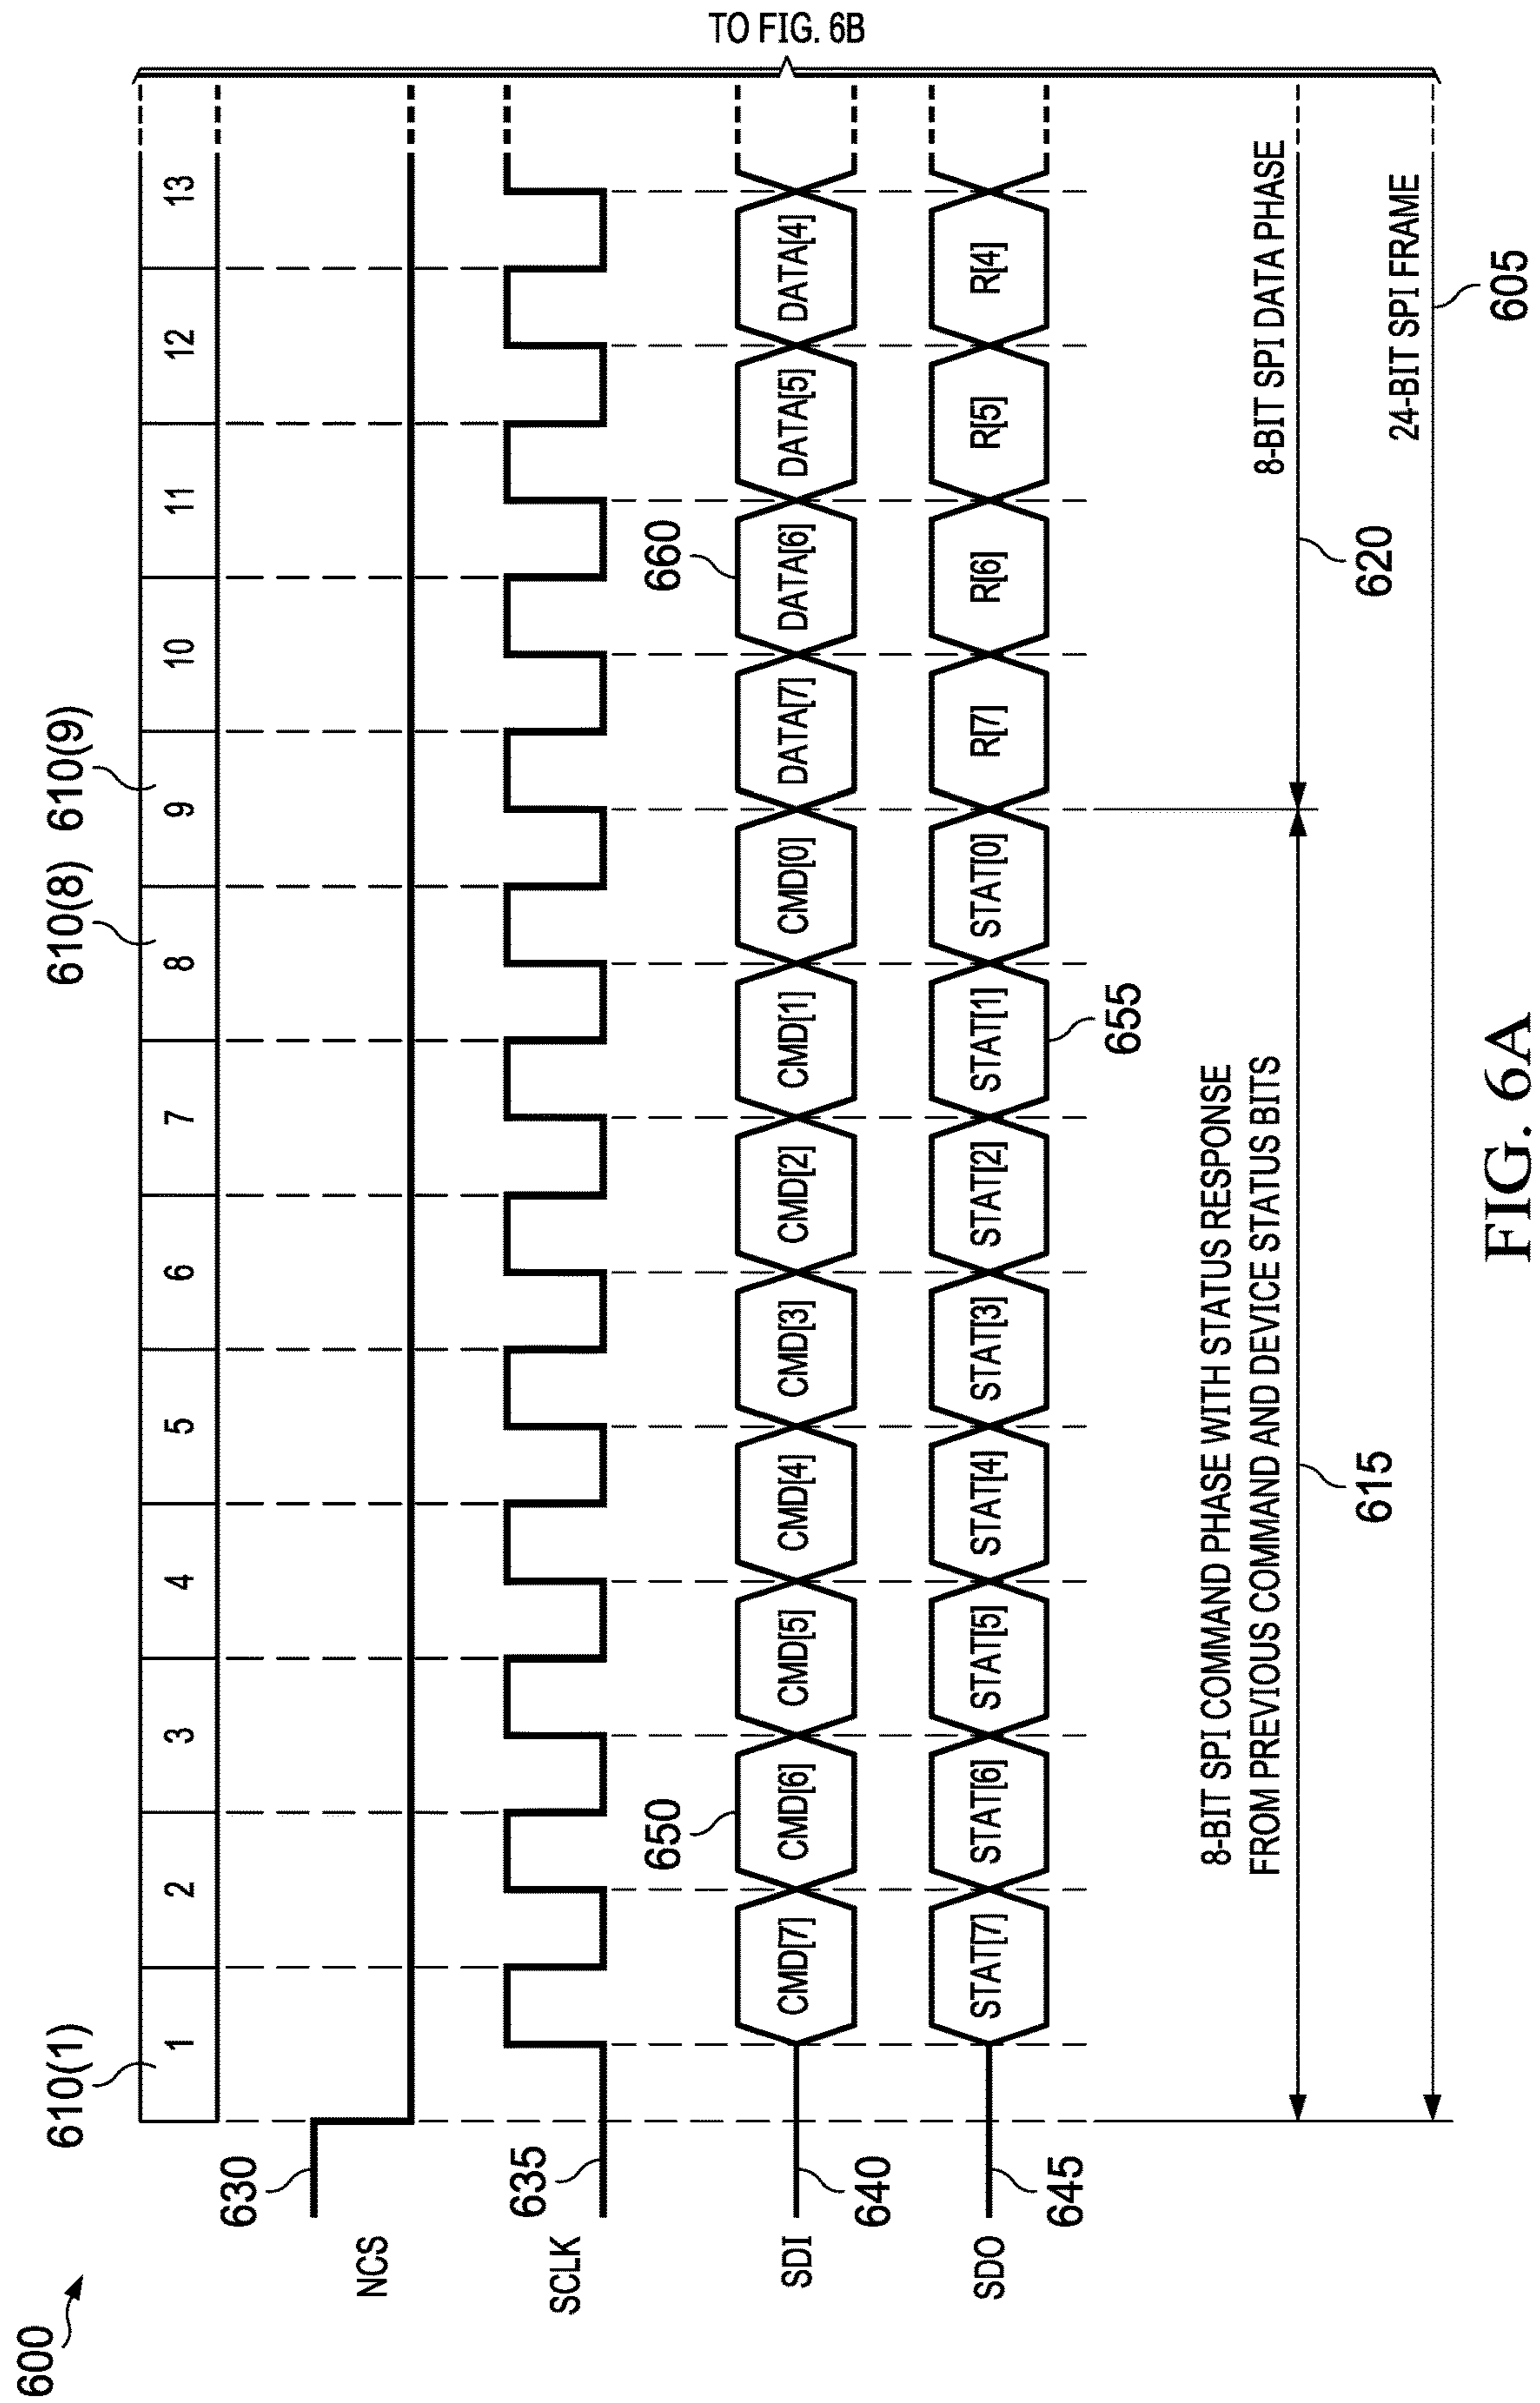 600
610(1)
610(8)
610(9)
1
2
3
4
5
6
7
8
9
10
11
12
13
630
NCS
635
SCLK
650
660
SDI
CMD[7]
CMD[6]
CMD[5]
CMD[4]
CMD[3]
CMD[2]
CMD[1]
CMD[0]
DATA[7]
DATA[6]
DATA[5]
DATA[4]
640
SDO
STAT[7]
STAT[6]
STAT[5]
STAT[4]
STAT[3]
STAT[2]
STAT[1]
STAT[0]
R[7]
R[6]
R[5]
R[4]
645
655
8-BIT SPI COMMAND PHASE WITH STATUS RESPONSE
FROM PREVIOUS COMMAND AND DEVICE STATUS BITS
8-BIT SPI DATA PHASE
615
620
24-BIT SPI FRAME
605
TO FIG. 6B
FIG. 6A